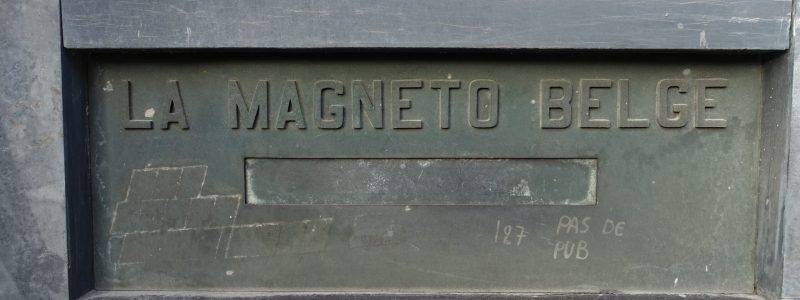 LA MAGNETO BELGE
127 PAS DE
PUB